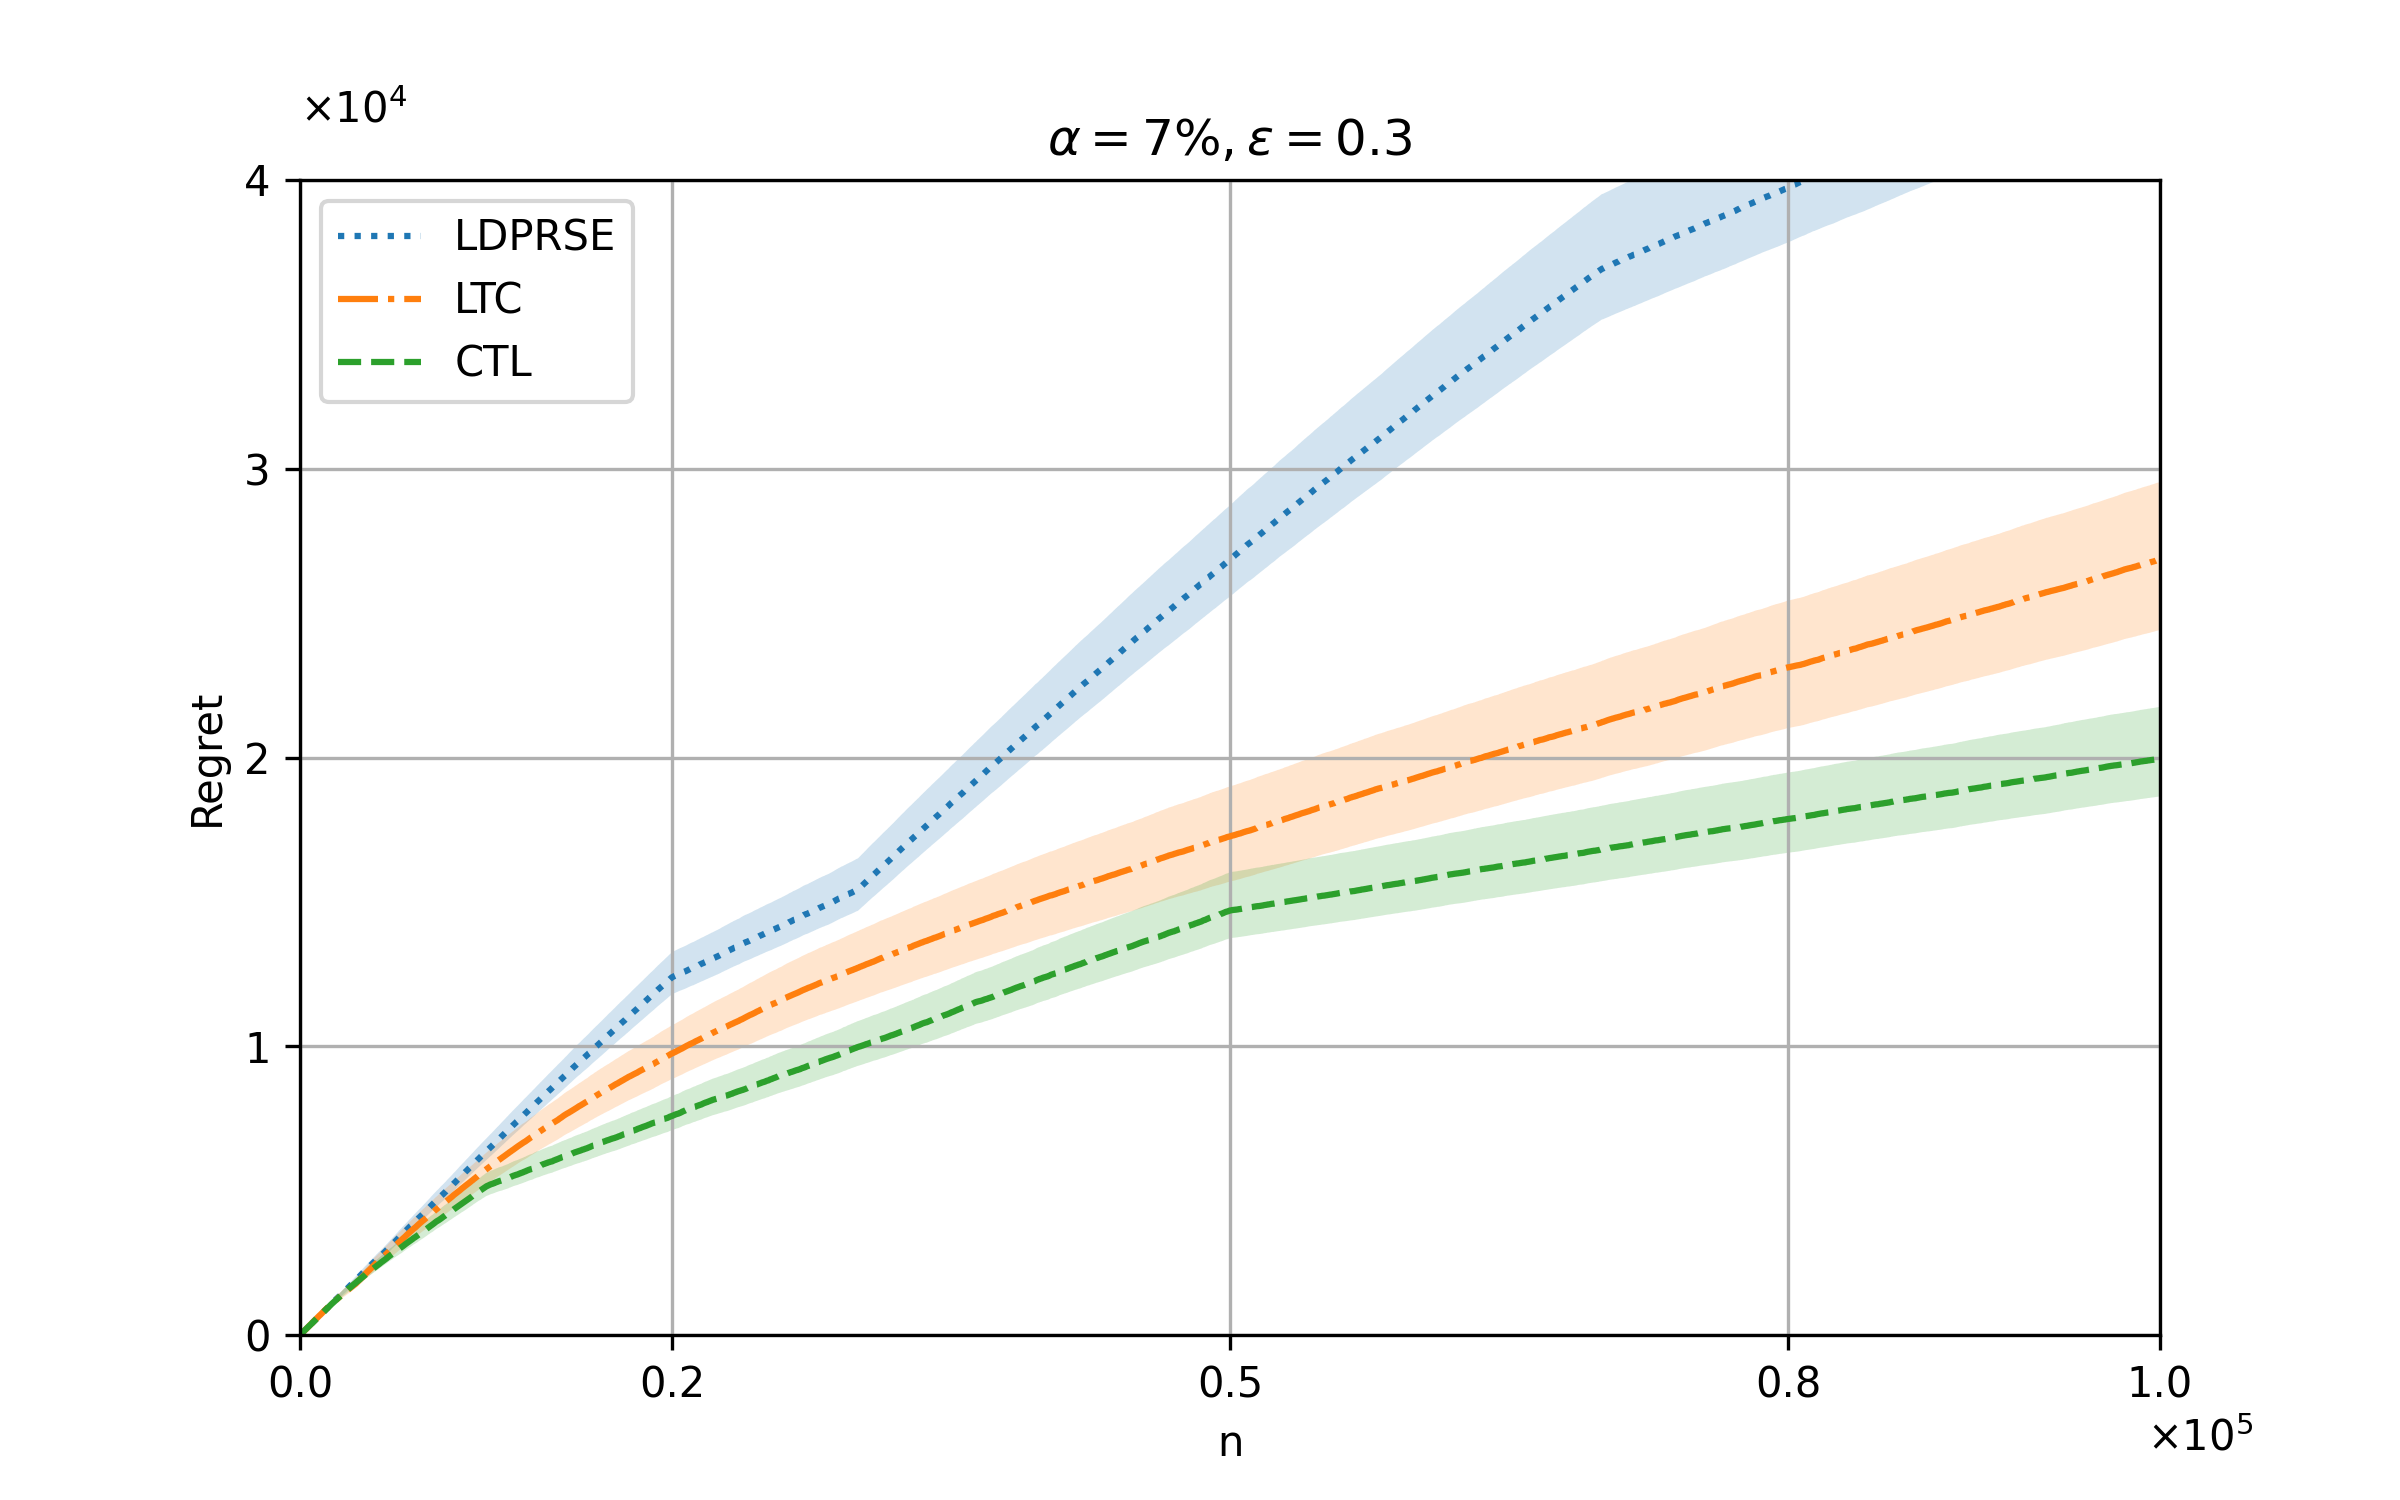 ×10⁴
α = 7%, ε = 0.3
LDPRSE
LTC
CTL
4
3
2
1
0
Regret
0.0 0.2 0.5 0.8 1.0
n
×10⁵